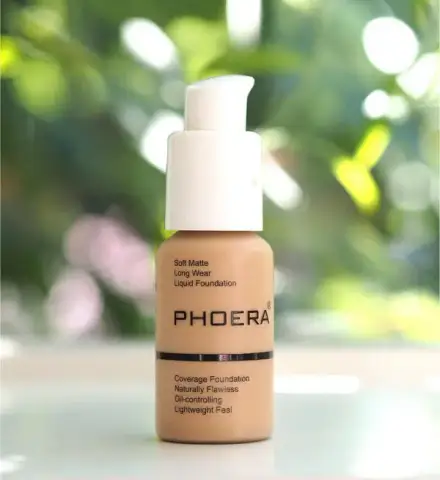 Soft Matte
Long Wear
Liquid Foundation
PHOERA®
Coverage Foundation
Naturally Flawless
Oil-controlling
Lightweight Feel